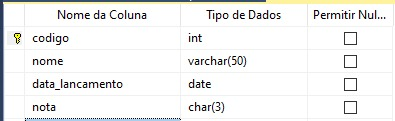 Nome da Coluna Tipo de Dados Permitir Nul...
codigo int
nome varchar(50)
data_lancamento date
nota char(3)